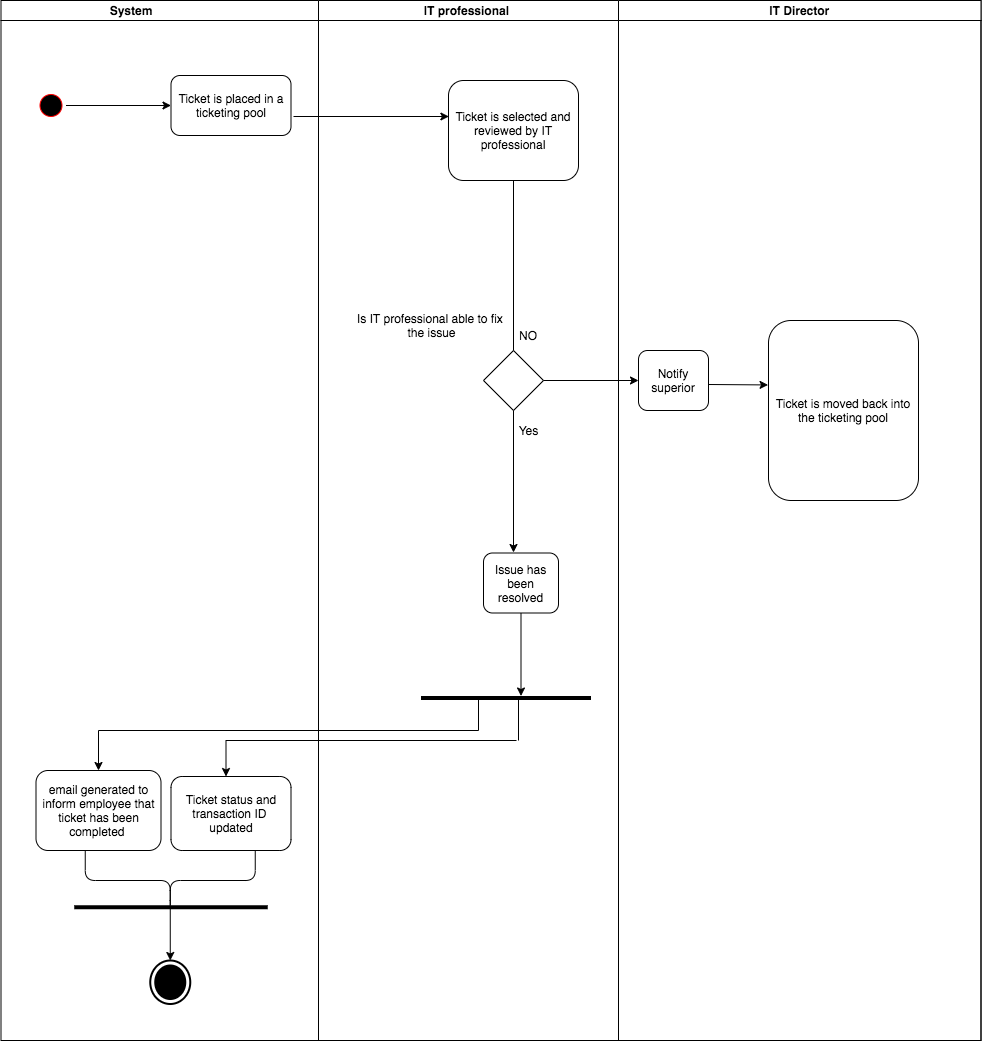 System
IT professional
IT Director
Ticket is placed in a
ticketing pool
Ticket is selected and
reviewed by IT
professional
Is IT professional able to fix
the issue
NO
Notify
superior
Ticket is moved back into
the ticketing pool
Yes
Issue has
been
resolved
email generated to
inform employee that
ticket has been
completed
Ticket status and
transaction ID
updated